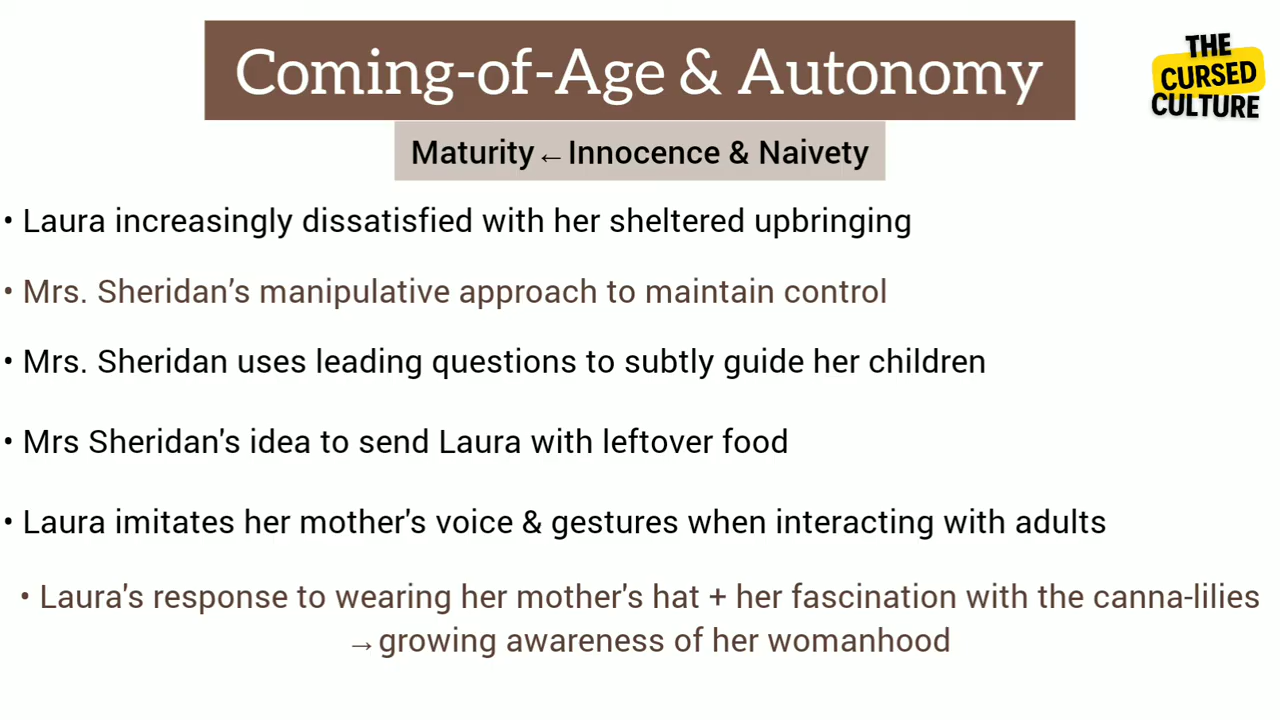 Coming-of-Age & Autonomy
THE
CURSED
CULTURE
Maturity←Innocence & Naivety
• Laura increasingly dissatisfied with her sheltered upbringing
• Mrs. Sheridan's manipulative approach to maintain control
• Mrs. Sheridan uses leading questions to subtly guide her children
• Mrs Sheridan's idea to send Laura with leftover food
• Laura imitates her mother's voice & gestures when interacting with adults
• Laura's response to wearing her mother's hat + her fascination with the canna-lilies
→growing awareness of her womanhood